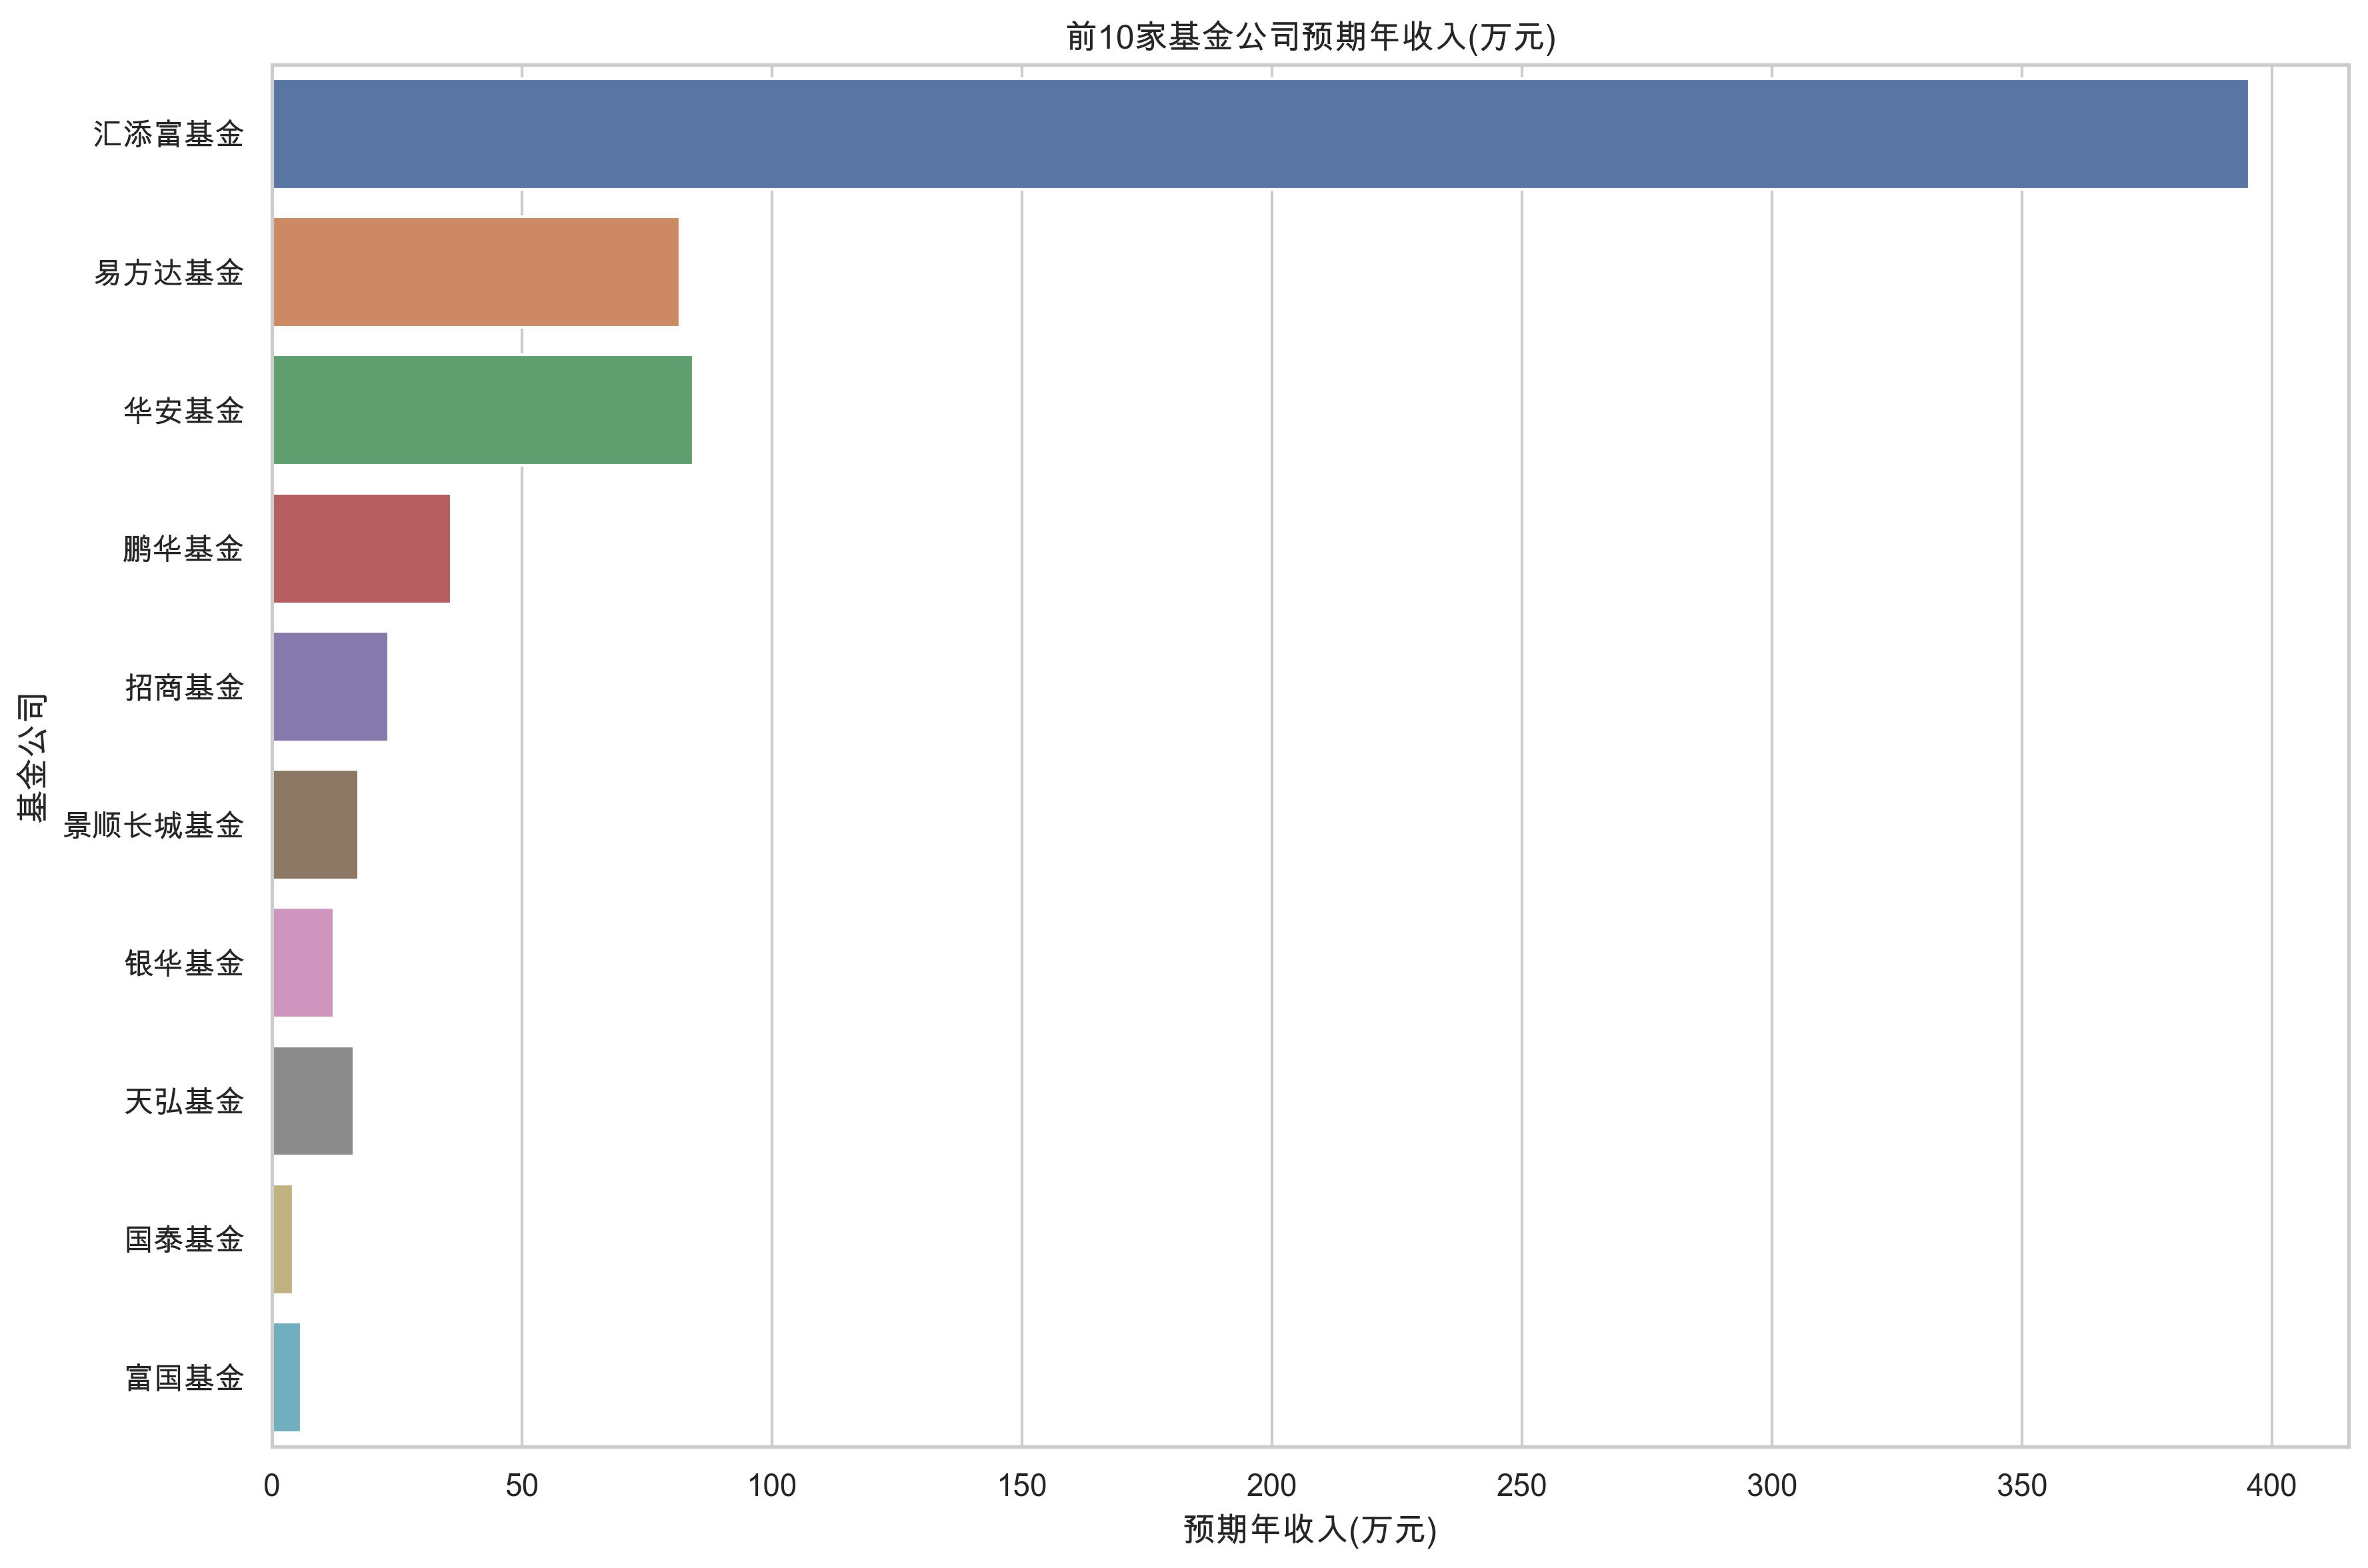 前10家基金公司预期年收入(万元)
汇添富基金
易方达基金
华安基金
鹏华基金
招商基金
景顺长城基金
银华基金
天弘基金
国泰基金
富国基金
基金公司
0 50 100 150 200 250 300 350 400
预期年收入(万元)